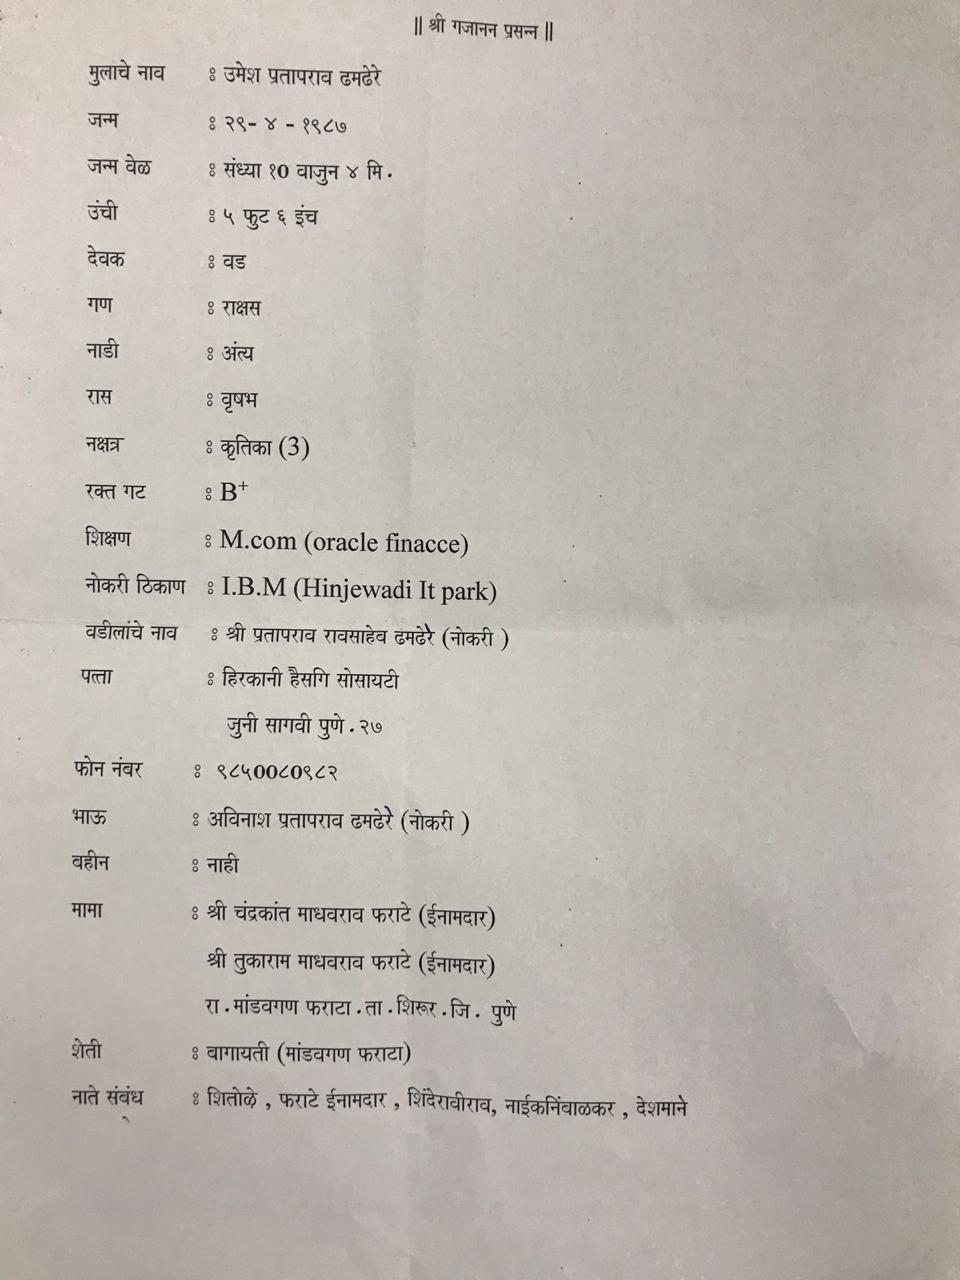 || श्री गजानन प्रसन्न ||
मुलाचे नाव : उमेश प्रतापराव ढमढेरे
जन्म : २९- ४ - १९८७
जन्म वेळ : संध्या १0 वाजुन ४ मि .
उंची : ५ फुट ६ इंच
देवक : वड
गण : राक्षस
नाडी : अंत्य
रास : वृषभ
नक्षत्र : कृतिका (3)
रक्त गट : B+
शिक्षण : M.com (oracle finacce)
नोकरी ठिकाण : I.B.M (Hinjewadi It park)
वडीलांचे नाव : श्री प्रतापराव रावसाहेब ढमढेरे (नोकरी )
पत्ता : हिरकानी हैसगि सोसायटी
जुनी सागवी पुणे . २७
फोन नंबर : ९८५00८0९८२
भाऊ : अविनाश प्रतापराव ढमढेरे (नोकरी )
बहीन : नाही
मामा : श्री चंद्रकांत माधवराव फराटे (ईनामदार)
श्री तुकाराम माधवराव फराटे (ईनामदार)
रा . मांडवगण फराटा . ता . शिरूर . जि . पुणे
शेती : बागायती (मांडवगण फराटा)
नाते संबंध : शितोळे , फराटे ईनामदार , शिंदेरावीराव, नाईकनिंबाळकर , देशमाने